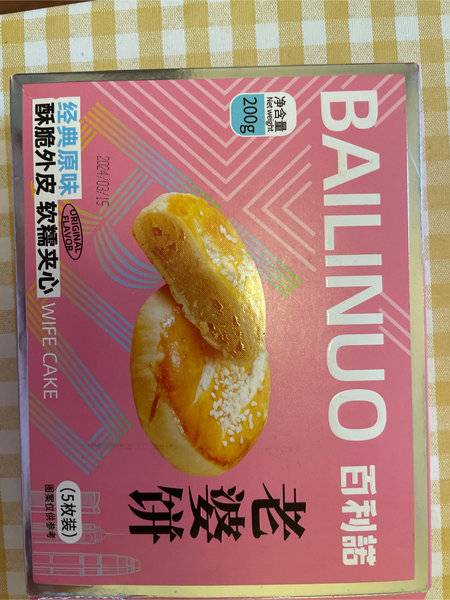 BAILINUO 百利諾
净含量
Net weight
200g
老婆饼
2024/03/15
经典原味
ORIGINAL
FLAVOR
酥脆外皮 软糯夹心
WIFE CAKE
(5枚装)
图案仅供参考